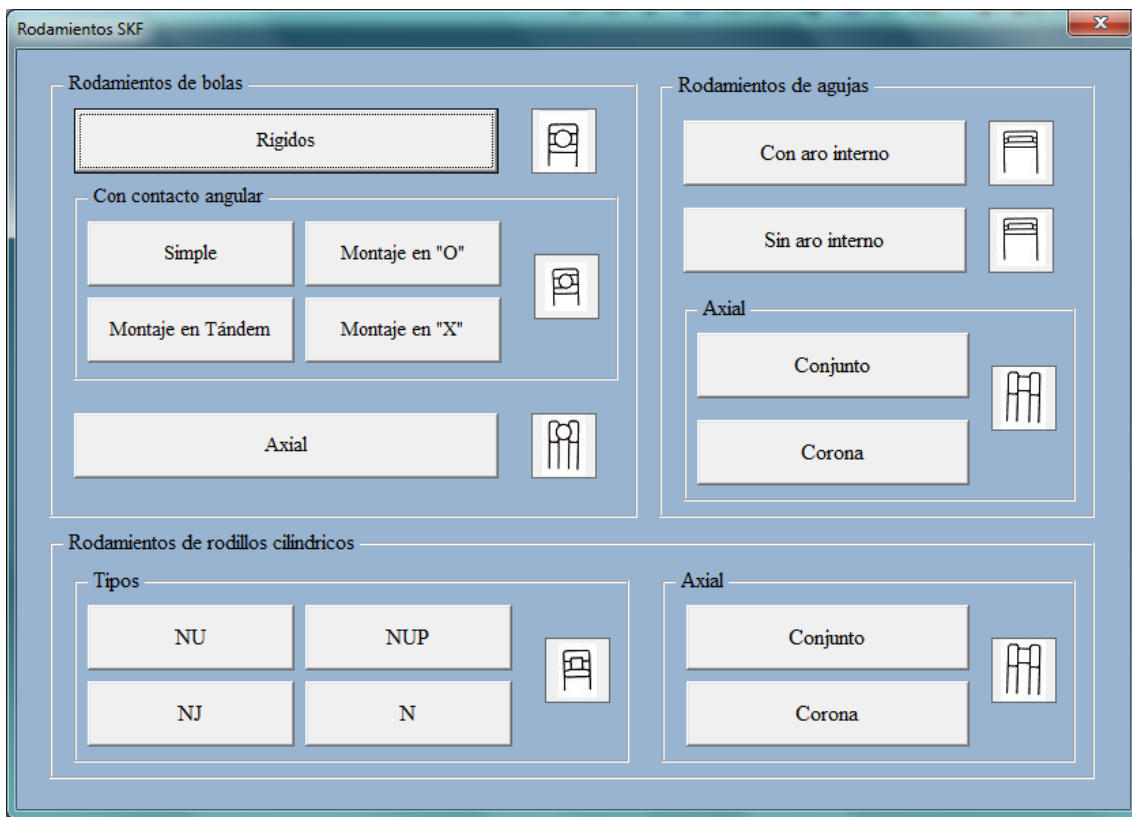 Rodamientos SKF
Rodamientos de bolas
Rígidos
Con contacto angular
Simple
Montaje en "O"
Montaje en Tándem
Montaje en "X"
Axial
Rodamientos de agujas
Con aro interno
Sin aro interno
Axial
Conjunto
Corona
Rodamientos de rodillos cilíndricos
Tipos
NU
NUP
NJ
N
Axial
Conjunto
Corona